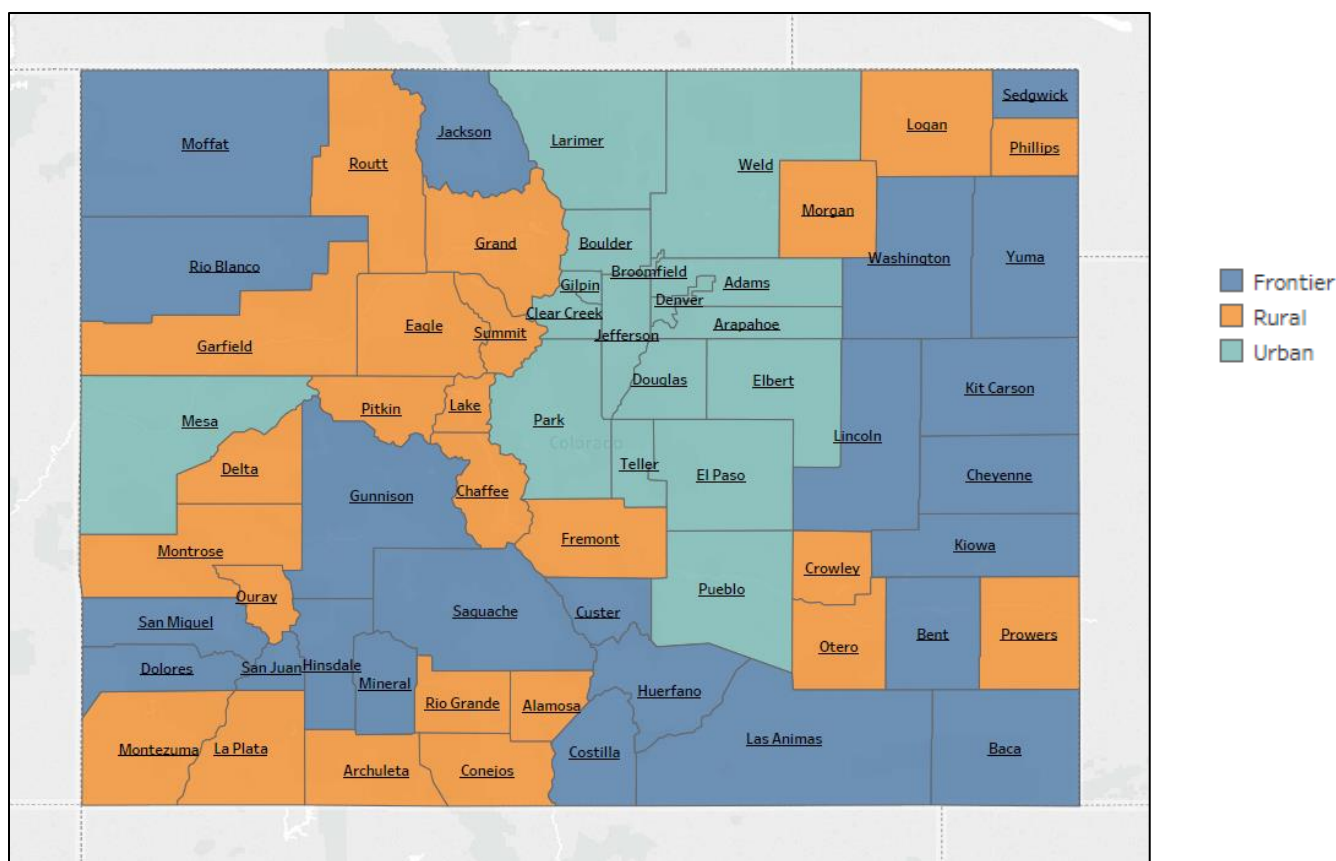 Sedgwick
Logan
Jackson
Moffat
Larimer
Phillips
Routt
Weld
Morgan
Grand
Boulder
Washington
Yuma
Rio Blanco
Broomfield
Gilpin
Adams
Frontier
Denver
Clear Creek
Rural
Eagle
Summit
Arapahoe
Jefferson
Garfield
Urban
Douglas
Elbert
Kit Carson
Pitkin
Lake
Mesa
Park
Lincoln
Colorado
Teller
Delta
El Paso
Cheyenne
Gunnison
Chaffee
Fremont
Kiowa
Montrose
Crowley
Pueblo
Ouray
Saguache
Custer
San Miguel
Bent
Prowers
Otero
Dolores
San Juan
Hinsdale
Mineral
Huerfano
Rio Grande
Alamosa
Las Animas
Montezuma
La Plata
Costilla
Baca
Archuleta
Conejos